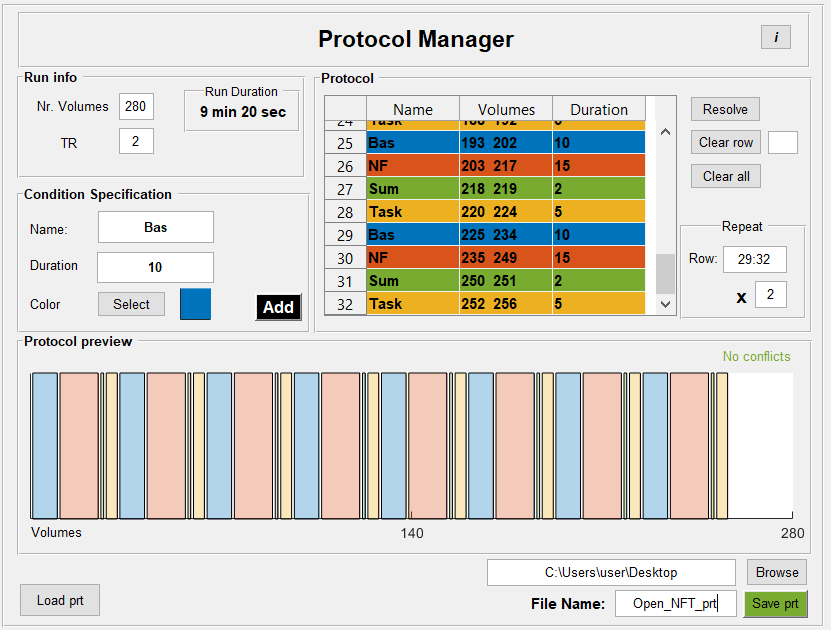 Protocol Manager
i
Run info
Nr. Volumes 280
TR 2
Run Duration
9 min 20 sec
Condition Specification
Name: Bas
Duration 10
Color Select
Add
Protocol
Name Volumes Duration
24 Task
25 Bas 193 202 10
26 NF 203 217 15
27 Sum 218 219 2
28 Task 220 224 5
29 Bas 225 234 10
30 NF 235 249 15
31 Sum 250 251 2
32 Task 252 256 5
Resolve
Clear row
Clear all
Repeat
Row: 29:32
x 2
Protocol preview
No conflicts
Volumes 140 280
C:\Users\user\Desktop Browse
Load prt
File Name: Open_NFT_prt Save prt